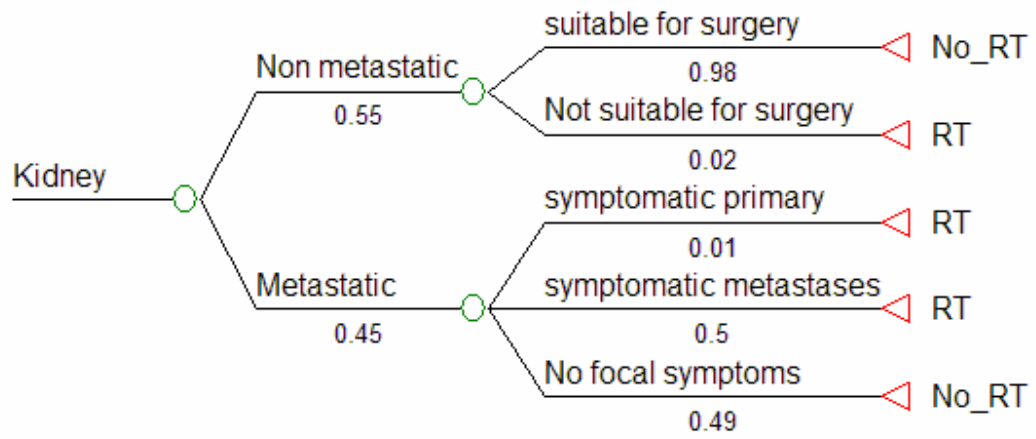 suitable for surgery
No_RT
0.98
Non metastatic
0.55
Not suitable for surgery
RT
0.02
Kidney
symptomatic primary
RT
0.01
Metastatic
0.45
symptomatic metastases
RT
0.5
No focal symptoms
No_RT
0.49